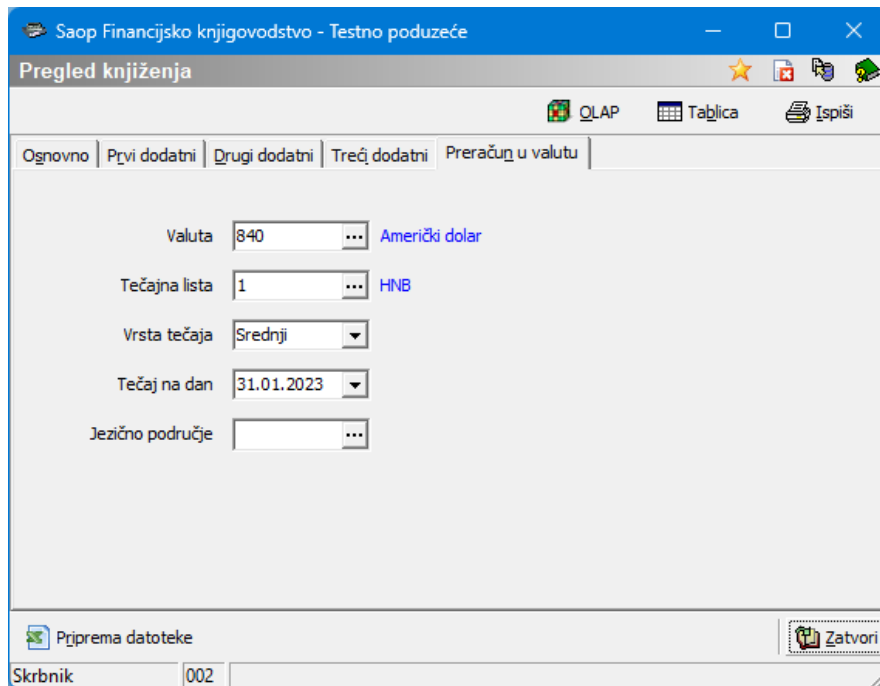 Saop Financijsko knjigovodstvo - Testno poduzeće
Pregled knjiženja
OLAP Tablica Ispiši
Osnovno Prvi dodatni Drugi dodatni Treći dodatni Preračun u valutu
Valuta 840 ... Američki dolar
Tečajna lista 1 ... HNB
Vrsta tečaja Srednji
Tečaj na dan 31.01.2023
Jezično područje ...
Priprema datoteke Zatvori
Skrbnik 002